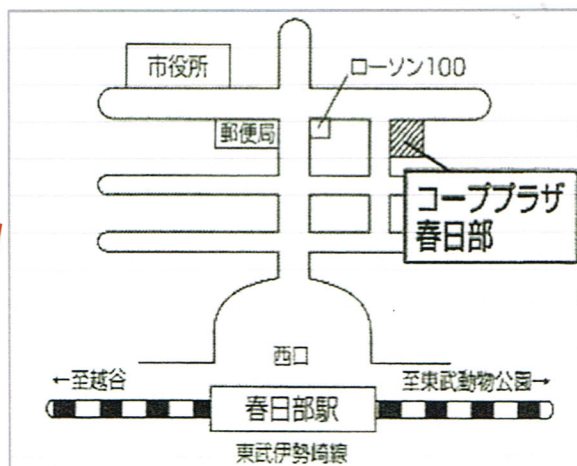 市役所
ローソン100
郵便局
コーププラザ
春日部
西口
←至越谷
至東武動物公園→
春日部駅
東武伊勢崎線